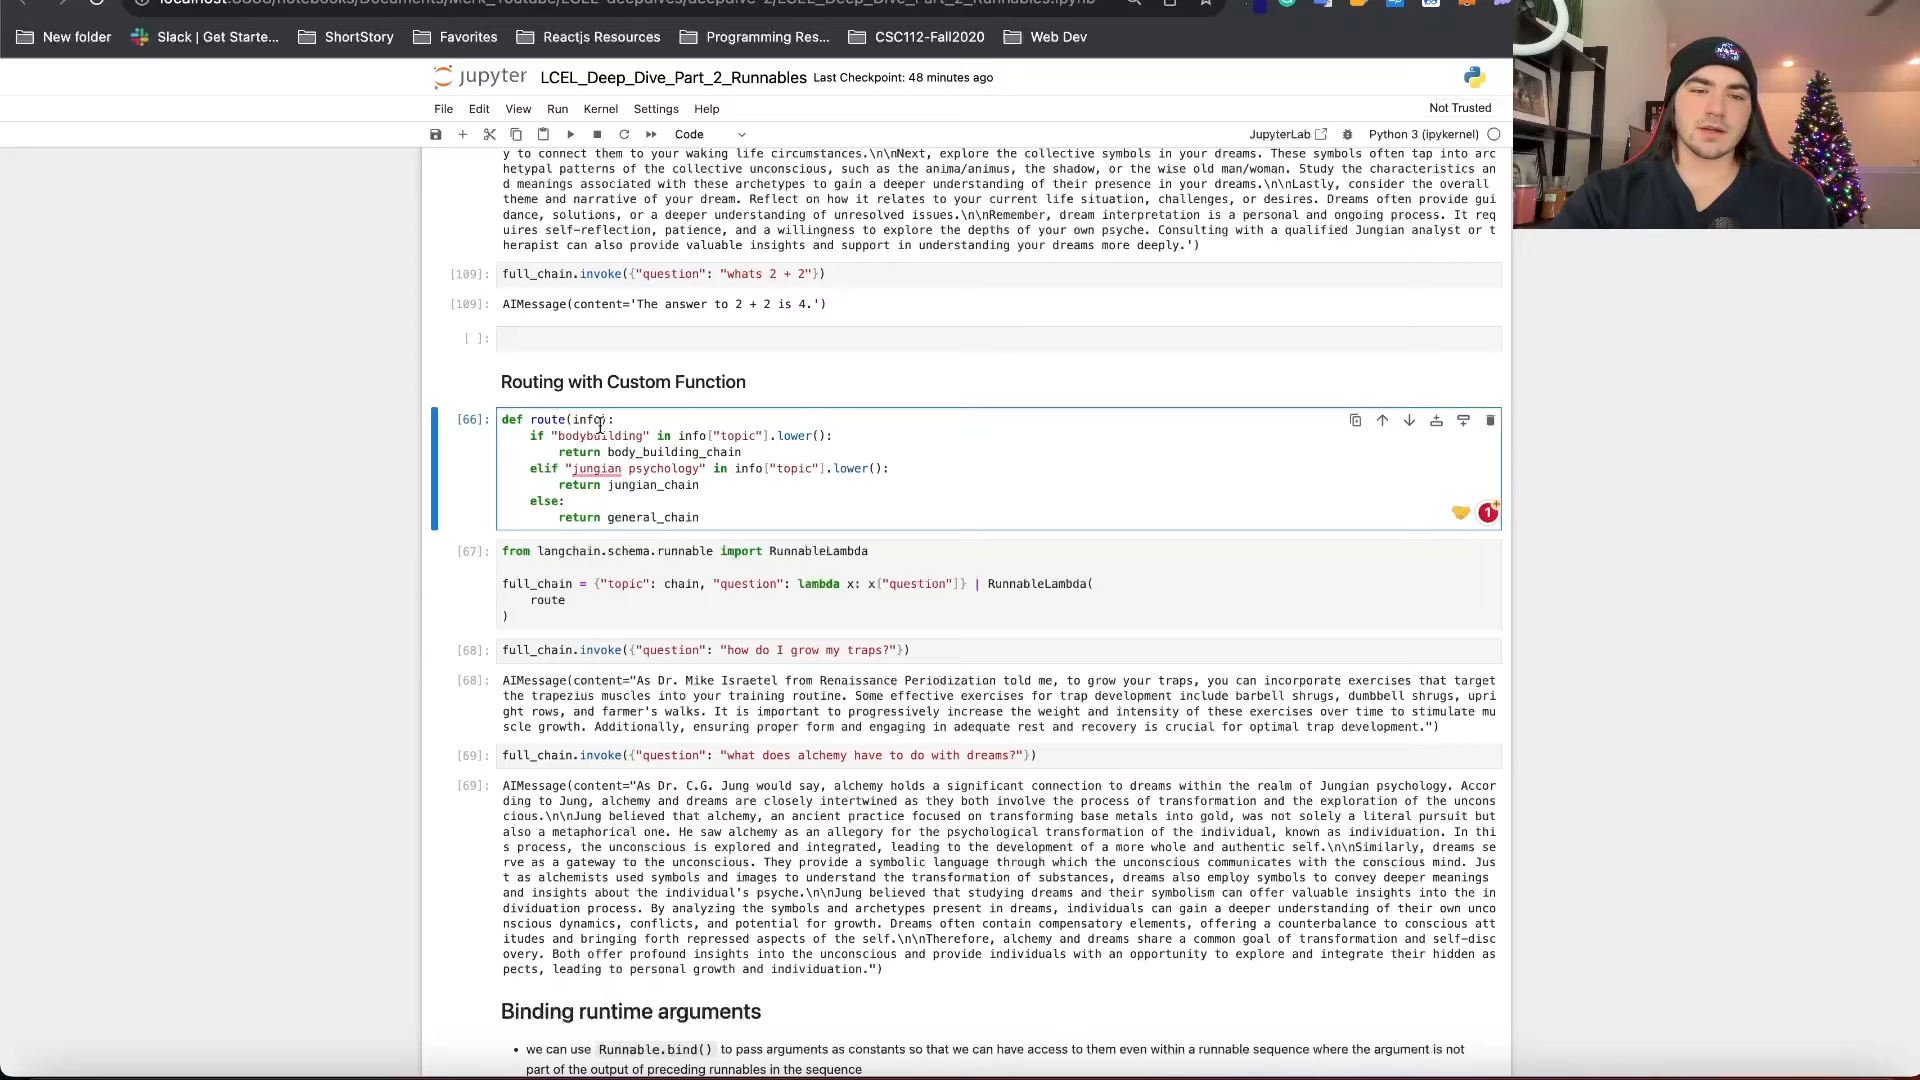 New folder
Slack | Get Starte...
ShortStory
Favorites
Reactjs Resources
Programming Res...
CSC112-Fall2020
Web Dev
jupyter LCEL_Deep_Dive_Part_2_Runnables Last Checkpoint: 48 minutes ago
File Edit View Run Kernel Settings Help
Not Trusted
Code
JupyterLab
Python 3 (ipykernel)
y to connect them to your waking life circumstances.\n\nNext, explore the collective symbols in your dreams. These symbols often tap into arc
hetypal patterns of the collective unconscious, such as the anima/animus, the shadow, or the wise old man/woman. Study the characteristics an
d meanings associated with these archetypes to gain a deeper understanding of their presence in your dreams.\n\nLastly, consider the overall
theme and narrative of your dream. Reflect on how it relates to your current life situation, challenges, or desires. Dreams often provide gui
dance, solutions, or a deeper understanding of unresolved issues.\n\nRemember, dream interpretation is a personal and ongoing process. It req
uires self-reflection, patience, and a willingness to explore the depths of your own psyche. Consulting with a qualified Jungian analyst or t
herapist can also provide valuable insights and support in understanding your dreams more deeply.')
[109]: full_chain.invoke({"question": "whats 2 + 2"})
[109]: AIMessage(content='The answer to 2 + 2 is 4.')
[ ]:
Routing with Custom Function
[66]: def route(info):
if "bodybuilding" in info["topic"].lower():
return body_building_chain
elif "jungian psychology" in info["topic"].lower():
return jungian_chain
else:
return general_chain
1
[67]: from langchain.schema.runnable import RunnableLambda
full_chain = {"topic": chain, "question": lambda x: x["question"]} | RunnableLambda(
route
)
[68]: full_chain.invoke({"question": "how do I grow my traps?"})
[68]: AIMessage(content="As Dr. Mike Israetel from Renaissance Periodization told me, to grow your traps, you can incorporate exercises that target
the trapezius muscles into your training routine. Some effective exercises for trap development include barbell shrugs, dumbbell shrugs, upri
ght rows, and farmer's walks. It is important to progressively increase the weight and intensity of these exercises over time to stimulate mu
scle growth. Additionally, ensuring proper form and engaging in adequate rest and recovery is crucial for optimal trap development.")
[69]: full_chain.invoke({"question": "what does alchemy have to do with dreams?"})
[69]: AIMessage(content="As Dr. C.G. Jung would say, alchemy holds a significant connection to dreams within the realm of Jungian psychology. Accor
ding to Jung, alchemy and dreams are closely intertwined as they both involve the process of transformation and the exploration of the uncons
cious.\n\nJung believed that alchemy, an ancient practice focused on transforming base metals into gold, was not solely a literal pursuit but
also a metaphorical one. He saw alchemy as an allegory for the psychological transformation of the individual, known as individuation. In thi
s process, the unconscious is explored and integrated, leading to the development of a more whole and authentic self.\n\nSimilarly, dreams se
rve as a gateway to the unconscious. They provide a symbolic language through which the unconscious communicates with the conscious mind. Jus
t as alchemists used symbols and images to understand the transformation of substances, dreams also employ symbols to convey deeper meanings
and insights about the individual's psyche.\n\nJung believed that studying dreams and their symbolism can offer valuable insights into the in
dividuation process. By analyzing the symbols and archetypes present in dreams, individuals can gain a deeper understanding of their own unco
nscious dynamics, conflicts, and potential for growth. Dreams often contain compensatory elements, offering a counterbalance to conscious att
itudes and bringing forth repressed aspects of the self.\n\nTherefore, alchemy and dreams share a common goal of transformation and self-disc
overy. Both offer profound insights into the unconscious and provide individuals with an opportunity to explore and integrate their hidden as
pects, leading to personal growth and individuation.")
Binding runtime arguments
• we can use Runnable.bind() to pass arguments as constants so that we can have access to them even within a runnable sequence where the argument is not
part of the output of preceding runnables in the sequence